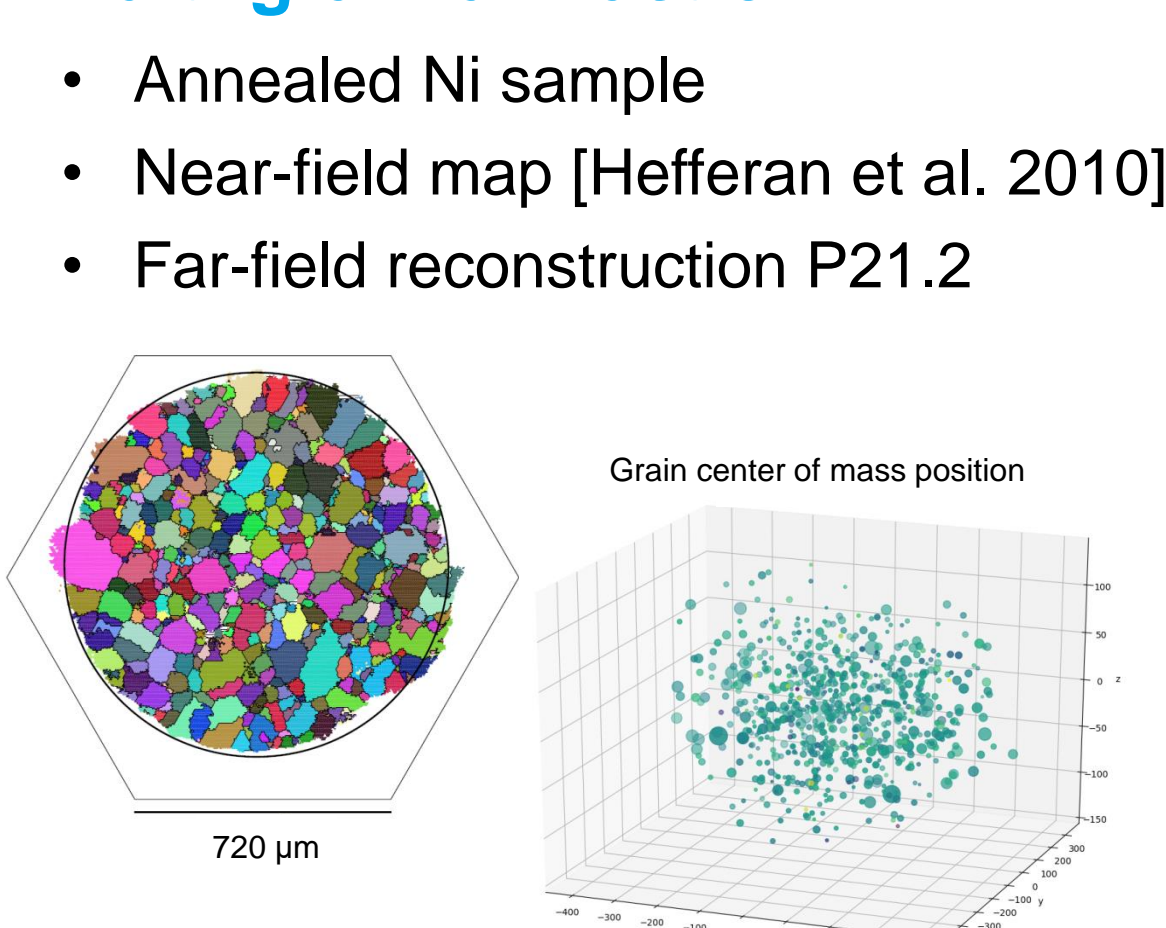 • Annealed Ni sample
• Near-field map [Hefferan et al. 2010]
• Far-field reconstruction P21.2
Grain center of mass position
100
50
0 z
−50
−100
−150
300
200
100
0
−100 y
−200
−300
−400
−300
−200
−100
720 µm